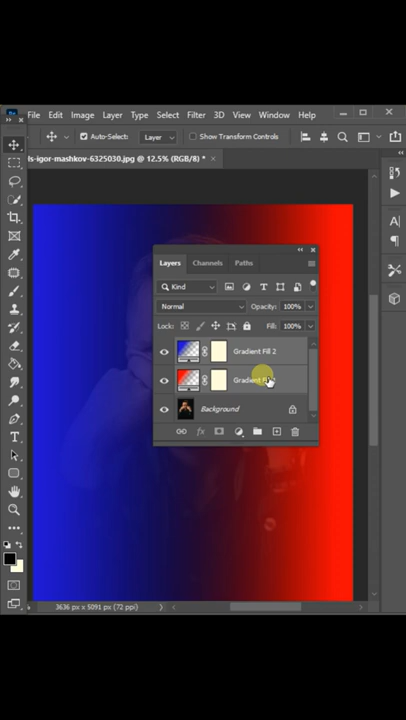 File Edit Image Layer Type Select Filter 3D View Window Help
Auto-Select: Layer Show Transform Controls
ls-igor-mashkov-6325030.jpg @ 12.5% (RGB/8) *
Layers Channels Paths
Kind
Normal Opacity: 100%
Lock: Fill: 100%
Gradient Fill 2
Gradient
Background
3636 px x 5091 px (72 ppi)